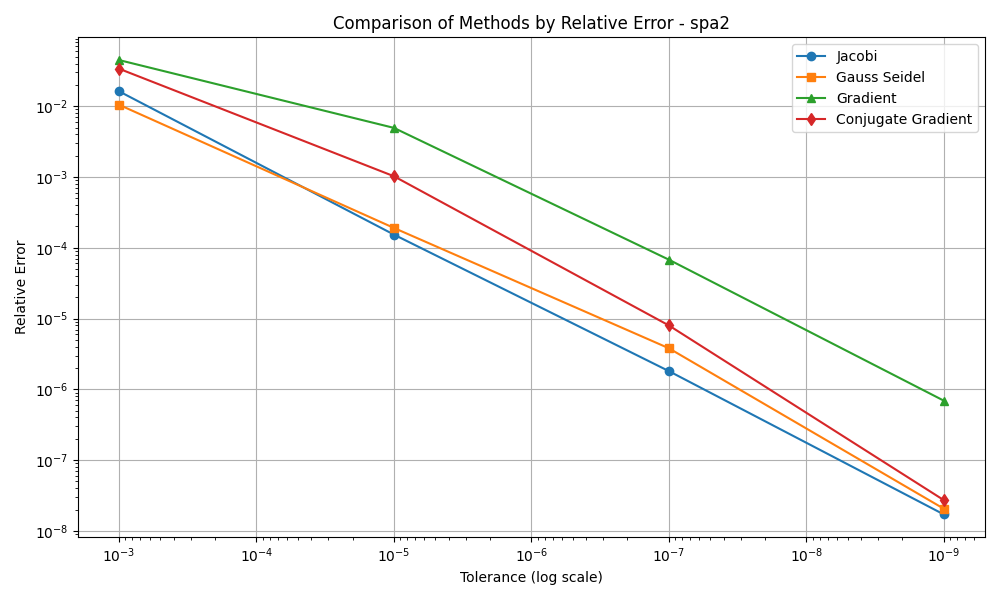 Comparison of Methods by Relative Error - spa2
Jacobi
Gauss Seidel
Gradient
Conjugate Gradient
Relative Error
10⁻²
10⁻³
10⁻⁴
10⁻⁵
10⁻⁶
10⁻⁷
10⁻⁸
10⁻³ 10⁻⁴ 10⁻⁵ 10⁻⁶ 10⁻⁷ 10⁻⁸ 10⁻⁹
Tolerance (log scale)